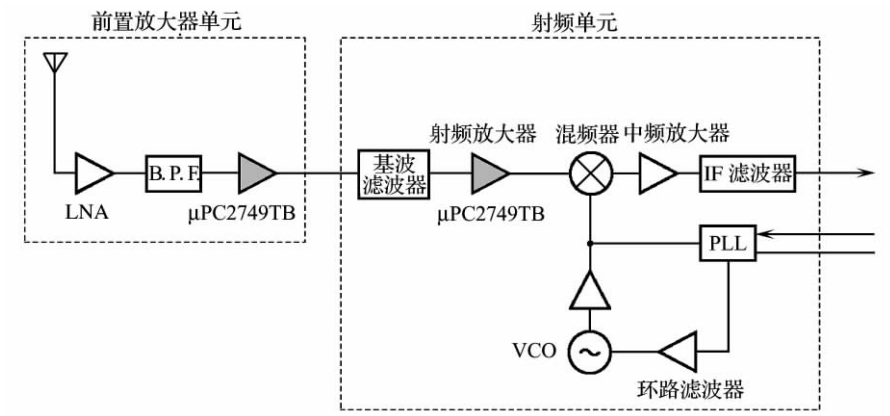 前置放大器单元
射频单元
射频放大器
混频器
中频放大器
B.P.F.
基波
滤波器
IF 滤波器
LNA
μPC2749TB
μPC2749TB
PLL
VCO
环路滤波器